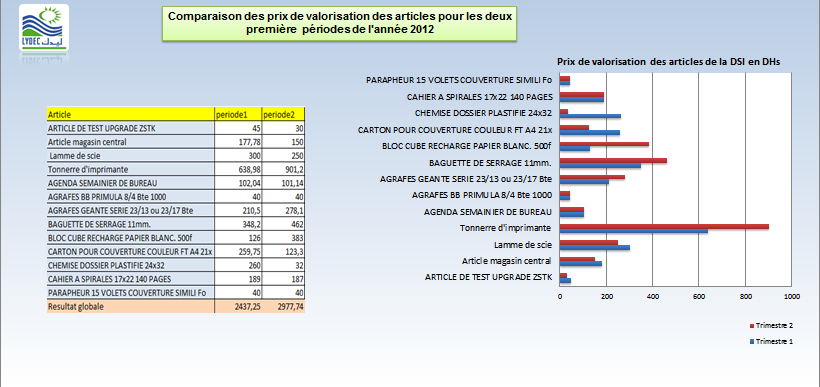 Comparaison des prix de valorisation des articles pour les deux
première périodes de l'année 2012
LYDEC ليدك
Article periode1 periode2
ARTICLE DE TEST UPGRADE ZSTK 45 30
Article magasin central 177,78 150
Lamme de scie 300 250
Tonnerre d'imprimante 638,98 901,2
AGENDA SEMAINIER DE BUREAU 102,04 101,14
AGRAFES BB PRIMULA 8/4 Bte 1000 40 40
AGRAFES GEANTE SERIE 23/13 ou 23/17 Bte 210,5 278,1
BAGUETTE DE SERRAGE 11mm. 348,2 462
BLOC CUBE RECHARGE PAPIER BLANC. 500f 126 383
CARTON POUR COUVERTURE COULEUR FT A4 21x 259,75 123,3
CHEMISE DOSSIER PLASTIFIE 24x32 260 32
CAHIER A SPIRALES 17x22 140 PAGES 189 187
PARAPHEUR 15 VOLETS COUVERTURE SIMILI Fo 40 40
Resultat globale 2437,25 2977,74
Prix de valorisation des articles de la DSI en DHs
PARAPHEUR 15 VOLETS COUVERTURE SIMILI Fo
CAHIER A SPIRALES 17x22 140 PAGES
CHEMISE DOSSIER PLASTIFIE 24x32
CARTON POUR COUVERTURE COULEUR FT A4 21x
BLOC CUBE RECHARGE PAPIER BLANC. 500f
BAGUETTE DE SERRAGE 11mm.
AGRAFES GEANTE SERIE 23/13 ou 23/17 Bte
AGRAFES BB PRIMULA 8/4 Bte 1000
AGENDA SEMAINIER DE BUREAU
Tonnerre d'imprimante
Lamme de scie
Article magasin central
ARTICLE DE TEST UPGRADE ZSTK
0 200 400 600 800 1000
Trimestre 2
Trimestre 1